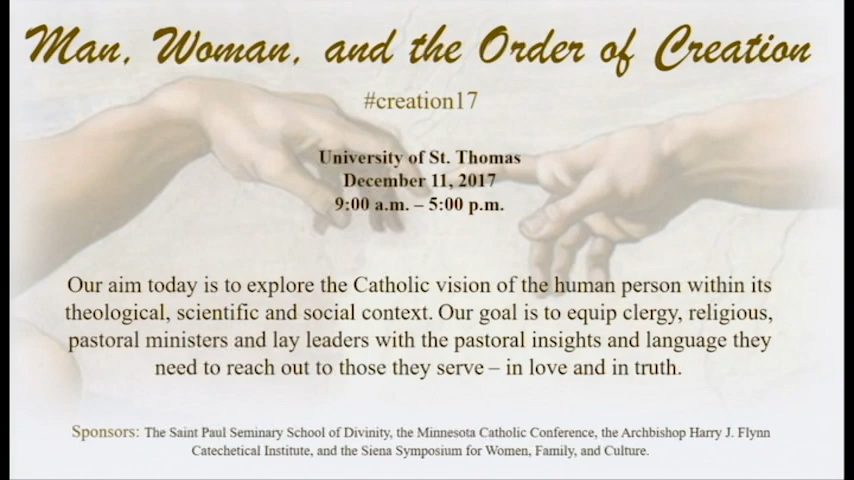 Man, Woman, and the Order of Creation
#creation17
University of St. Thomas
December 11, 2017
9:00 a.m. – 5:00 p.m.
Our aim today is to explore the Catholic vision of the human person within its
theological, scientific and social context. Our goal is to equip clergy, religious,
pastoral ministers and lay leaders with the pastoral insights and language they
need to reach out to those they serve – in love and in truth.
Sponsors: The Saint Paul Seminary School of Divinity, the Minnesota Catholic Conference, the Archbishop Harry J. Flynn
Catechetical Institute, and the Siena Symposium for Women, Family, and Culture.